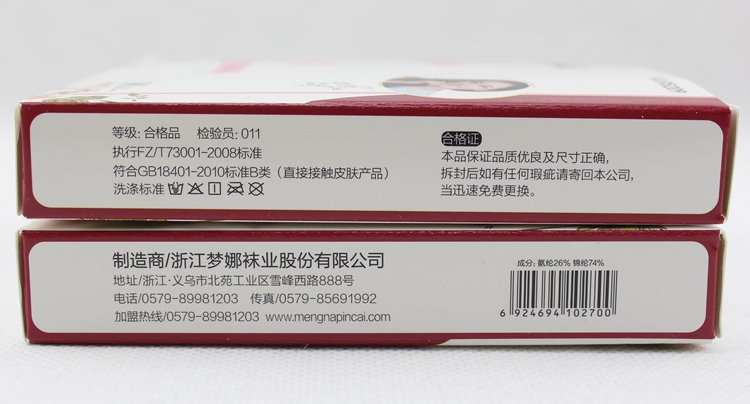 等级: 合格品 检验员: 011
执行FZ/T73001-2008标准
符合GB18401-2010标准B类（直接接触皮肤产品）
洗涤标准
合格证
本品保证品质优良及尺寸正确,
拆封后如有任何瑕疵请寄回本公司,
当迅速免费更换。
制造商/浙江梦娜袜业股份有限公司
地址/浙江·义乌市北苑工业区雪峰西路888号
电话/0579-89981203 传真/0579-85691992
加盟热线/0579-89981203 www.mengnapincai.com
成分: 氨纶26% 锦纶74%
6 924694 102700